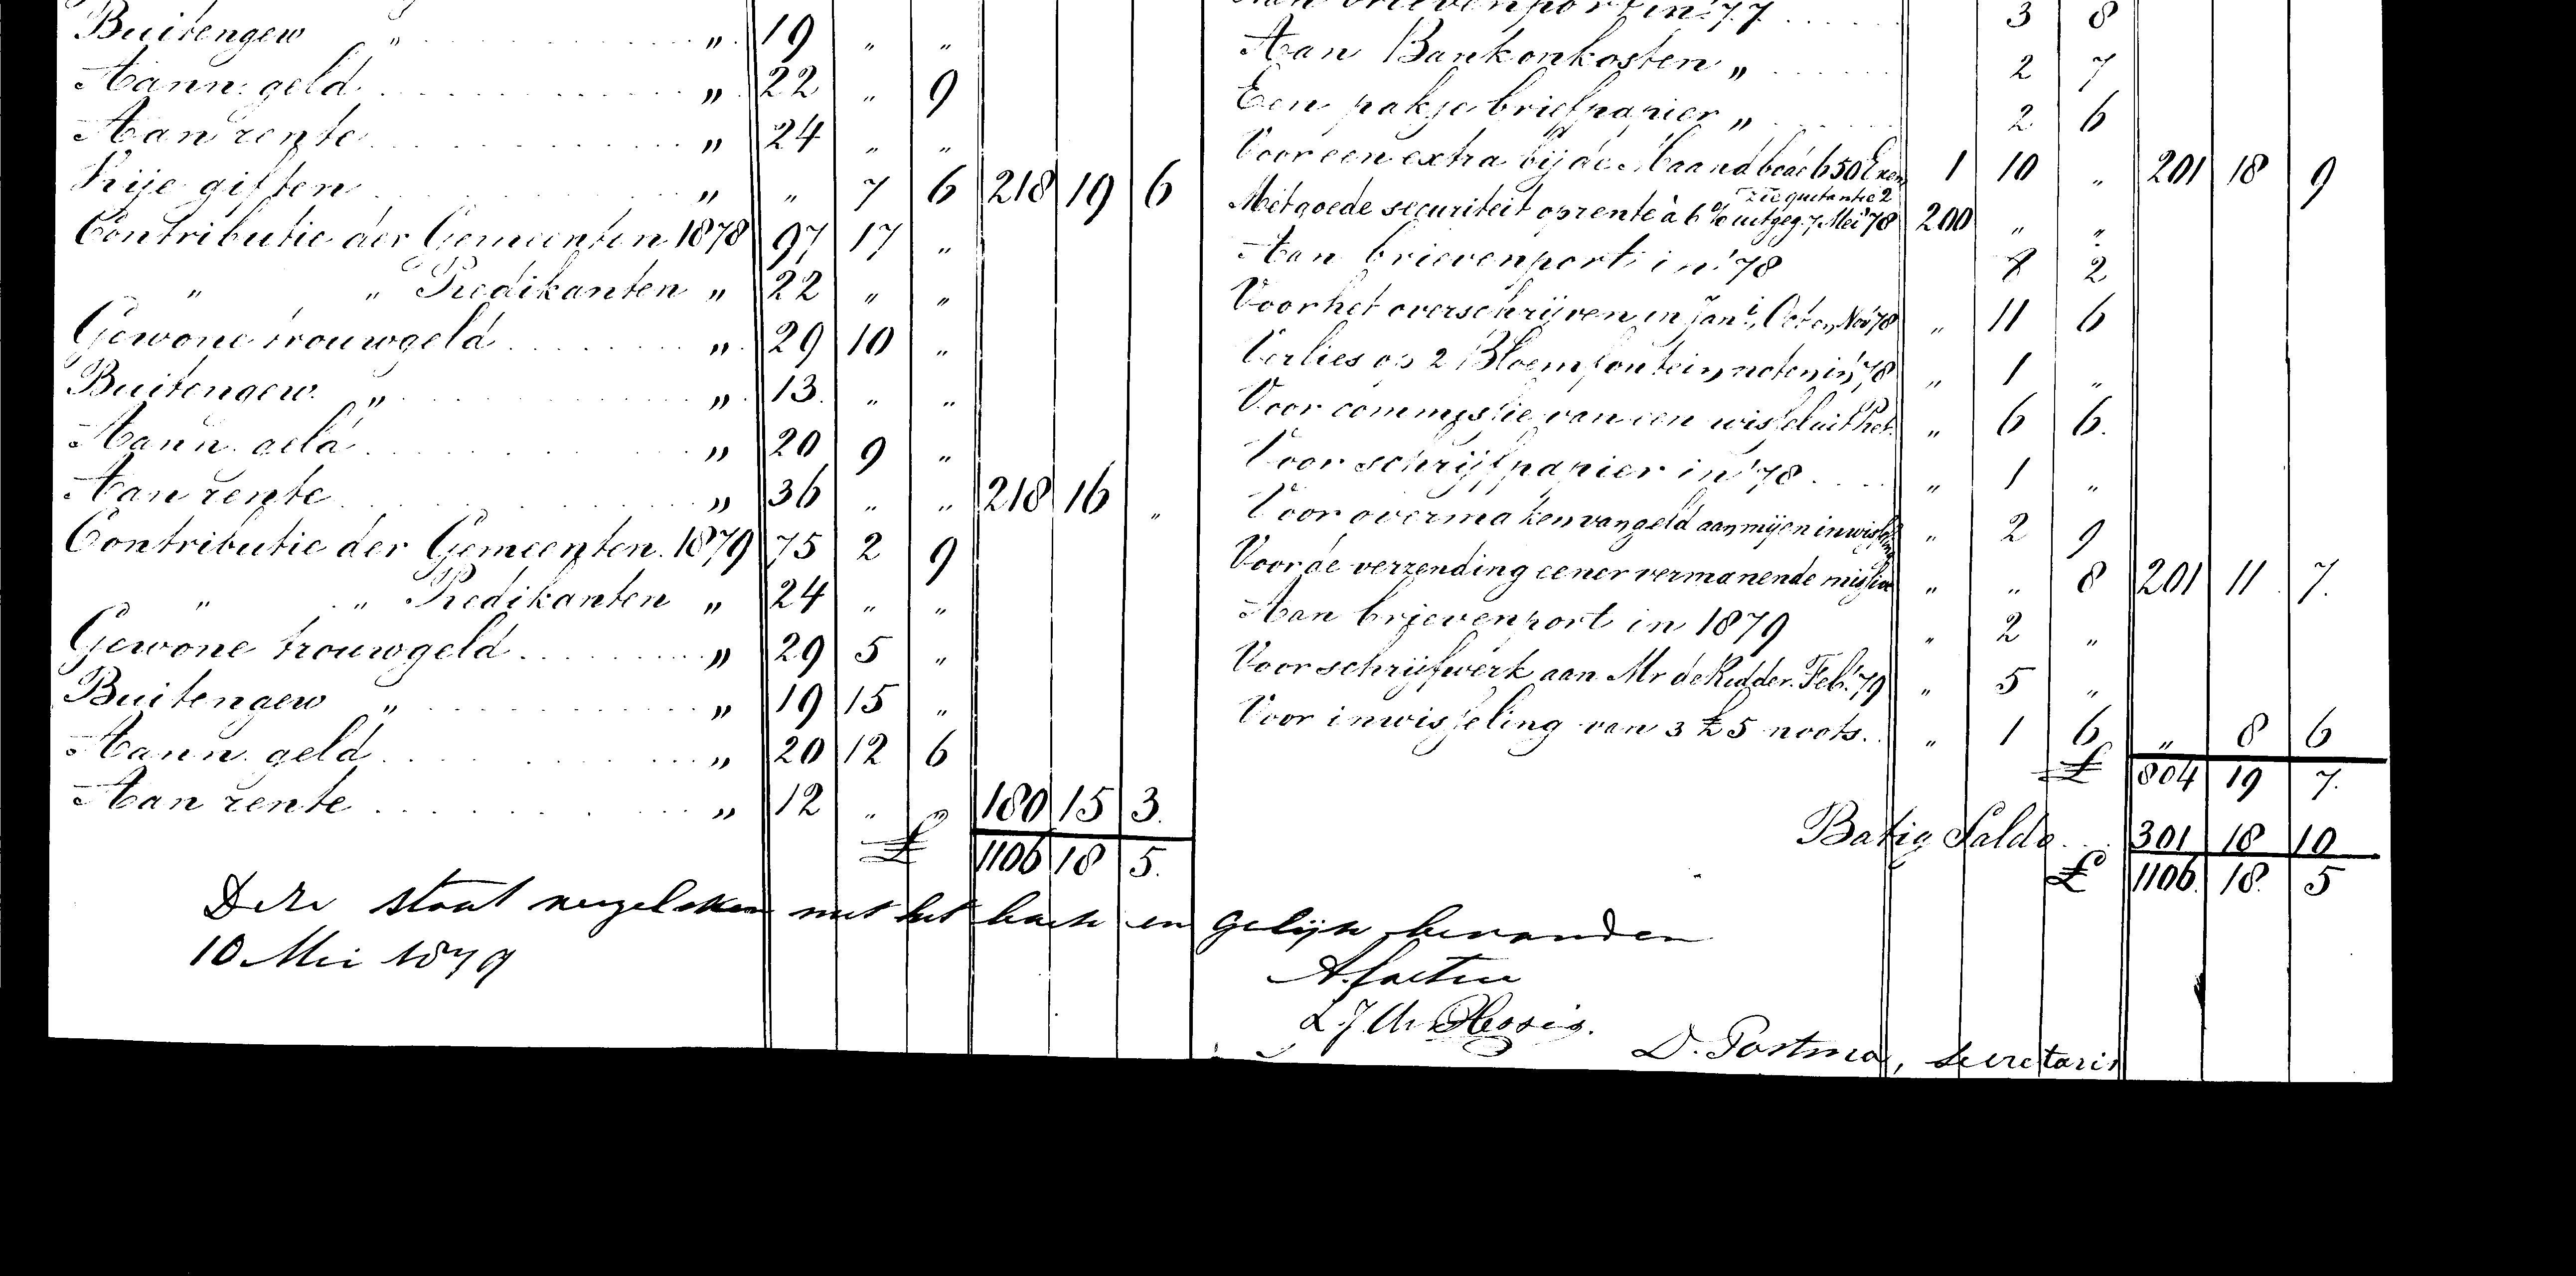 Buitengew " " 19 " "
Aann. geld " 22 " 9
Aan rente " 24 " "
Vrije giften " " 7 6 218 19 6
Contributie der Gemeenten 1878 97 17 "
" " Predikanten " 22 " "
Gewone trouwgeld " 29 10 "
Buitengew. " " 13. " "
Aann. geld " 20 9 "
Aan rente " 36 " " 218 16 "
Contributie der Gemeenten. 1879 75 2 9
" " Predikanten " 24 " "
Gewone trouwgeld " 29 5 "
Buitengew " " 19 15 "
Aann. geld " 20 12 6
Aan rente " 12 " " 180 15 3.
£ 1106 18 5.
Aan brievenport in '77 3 8
Aan Bankonkosten " 2 7
Een pakje briefpapier " 2 6
Voor een extra bij de Maandbode 650 Exem 1 10 " 201 18 9
zie quitantie 2
Met goede securiteit op rente à 6 % uitgeg. 7 Mei '78 200 " "
Aan brievenport in '78 8 2
Voor het overschrijven in Jan., Oct en Nov '78 " 11 6
Verlies op 2 Bloemfontein noten in '78 " 1 "
Voor commissie van een wissel uit " 6 6.
Voor schrijfpapier in '78 " 1 "
Voor overmaken van geld aan mij en " 2 9
Voor de verzending eener vermanende missive " " 8 201 11 7.
Aan brievenport in 1879 " 2 "
Voor schrijfwerk aan Mr de Ridder. Feb. '79 " 5 "
Voor inwisseling van 3 £ 5 noots. " 1 6 " 8 6
£ 804 19 7.
Batig Saldo 301 18 10
£ 1106. 18. 5
Deze staat vergeleken met het boek en gelijk bevonden
10 Mei 1879
L. J. du Plessis.
D. Postma, secretaris